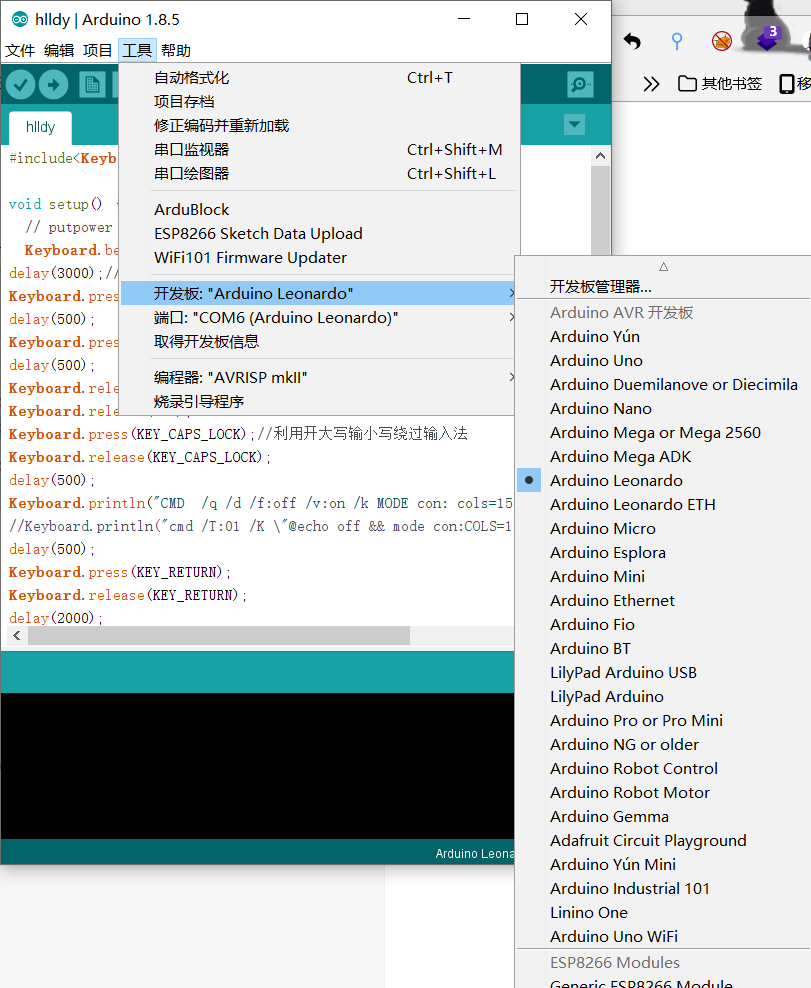 hlldy | Arduino 1.8.5
文件 编辑 项目 工具 帮助
3
其他书签
移
hlldy
自动格式化 Ctrl+T
项目存档
修正编码并重新加载
串口监视器 Ctrl+Shift+M
串口绘图器 Ctrl+Shift+L
ArduBlock
ESP8266 Sketch Data Upload
WiFi101 Firmware Updater
开发板: "Arduino Leonardo"
端口: "COM6 (Arduino Leonardo)"
取得开发板信息
编程器: "AVRISP mkII"
烧录引导程序
#include<Keyb
void setup()
// putpower
Keyboard.be
delay(3000);//
Keyboard.pres
delay(500);
Keyboard.pres
delay(500);
Keyboard.rele
Keyboard.rele
Keyboard.press(KEY_CAPS_LOCK);//利用开大写输小写绕过输入法
Keyboard.release(KEY_CAPS_LOCK);
delay(500);
Keyboard.println("CMD  /q /d /f:off /v:on /k MODE con: cols=15
//Keyboard.println("cmd /T:01 /K \"@echo off && mode con:COLS=1
delay(500);
Keyboard.press(KEY_RETURN);
Keyboard.release(KEY_RETURN);
delay(2000);
Arduino Leona
开发板管理器...
Arduino AVR 开发板
Arduino Yún
Arduino Uno
Arduino Duemilanove or Diecimila
Arduino Nano
Arduino Mega or Mega 2560
Arduino Mega ADK
Arduino Leonardo
Arduino Leonardo ETH
Arduino Micro
Arduino Esplora
Arduino Mini
Arduino Ethernet
Arduino Fio
Arduino BT
LilyPad Arduino USB
LilyPad Arduino
Arduino Pro or Pro Mini
Arduino NG or older
Arduino Robot Control
Arduino Robot Motor
Arduino Gemma
Adafruit Circuit Playground
Arduino Yún Mini
Arduino Industrial 101
Linino One
Arduino Uno WiFi
ESP8266 Modules
Generic ESP8266 Module